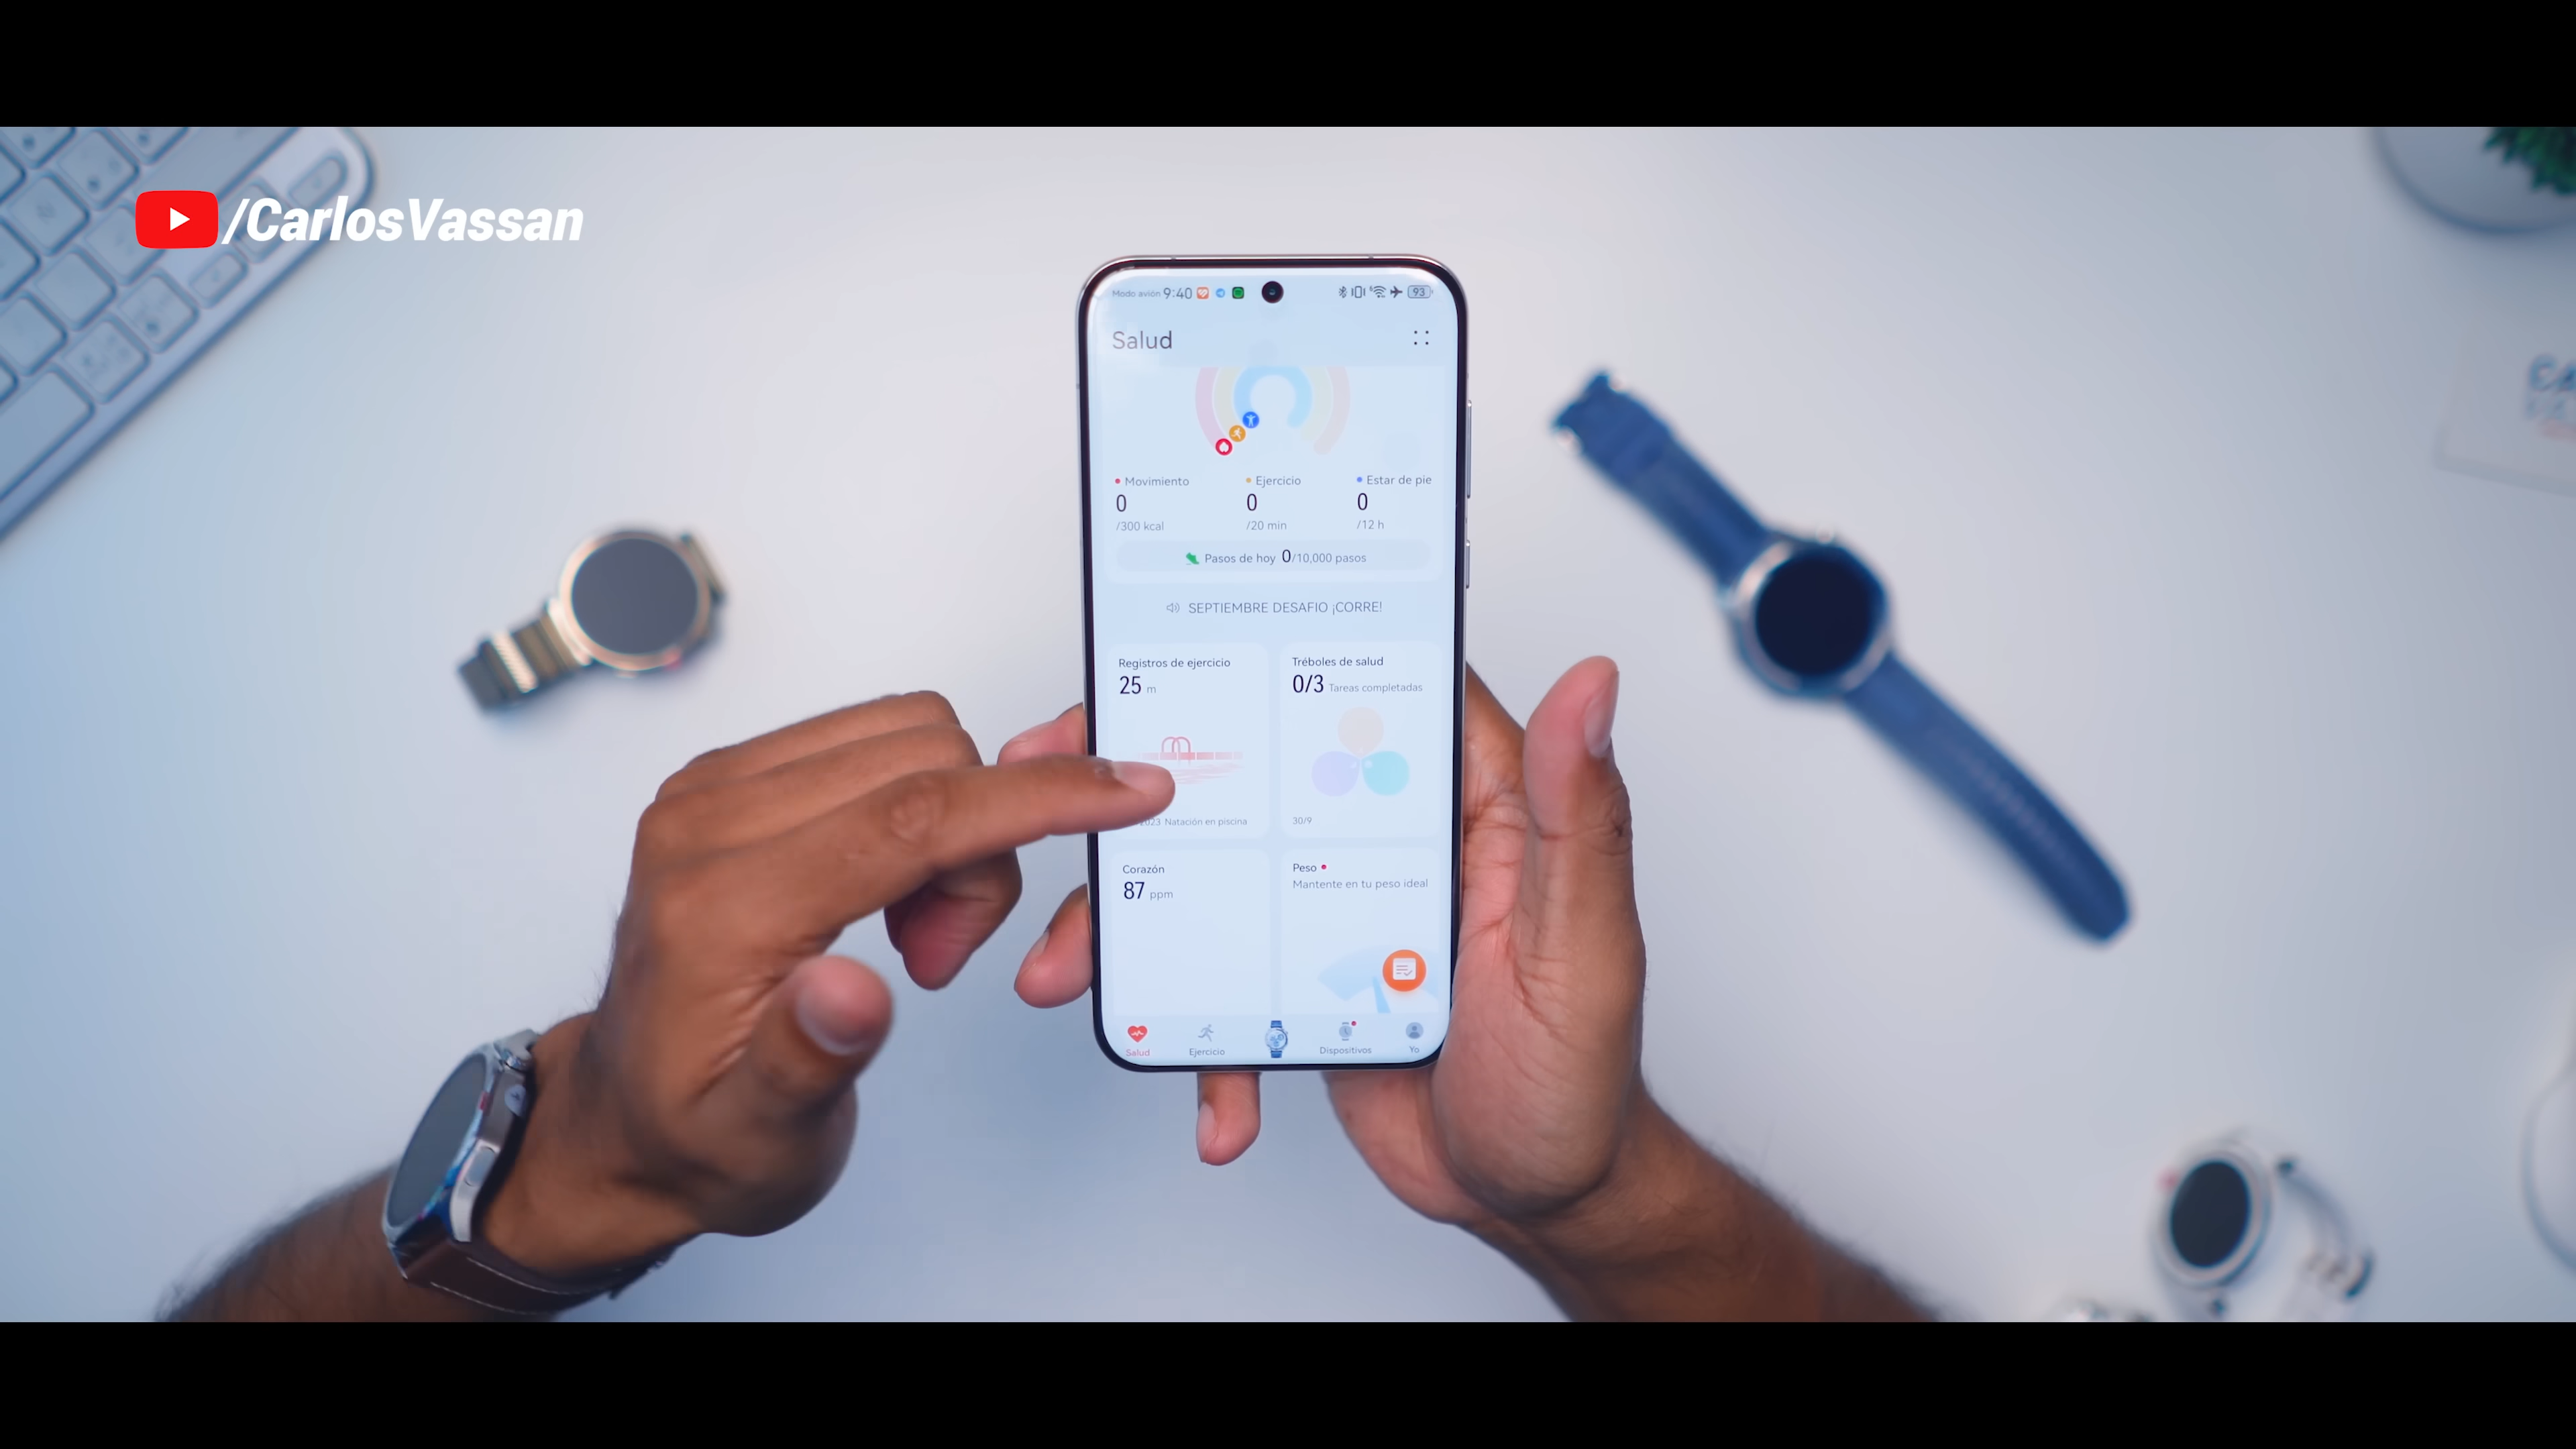 /CarlosVassan
Modo avión 9:40
93
Salud
Movimiento
0
/300 kcal
Ejercicio
0
/20 min
Estar de pie
0
/12 h
Pasos de hoy 0/10,000 pasos
SEPTIEMBRE DESAFIO ¡CORRE!
Registros de ejercicio
25 m
Natación en piscina
Tréboles de salud
0/3 Tareas completadas
30/9
Corazón
87 ppm
Peso
Mantente en tu peso ideal
Salud
Ejercicio
Dispositivos
Yo